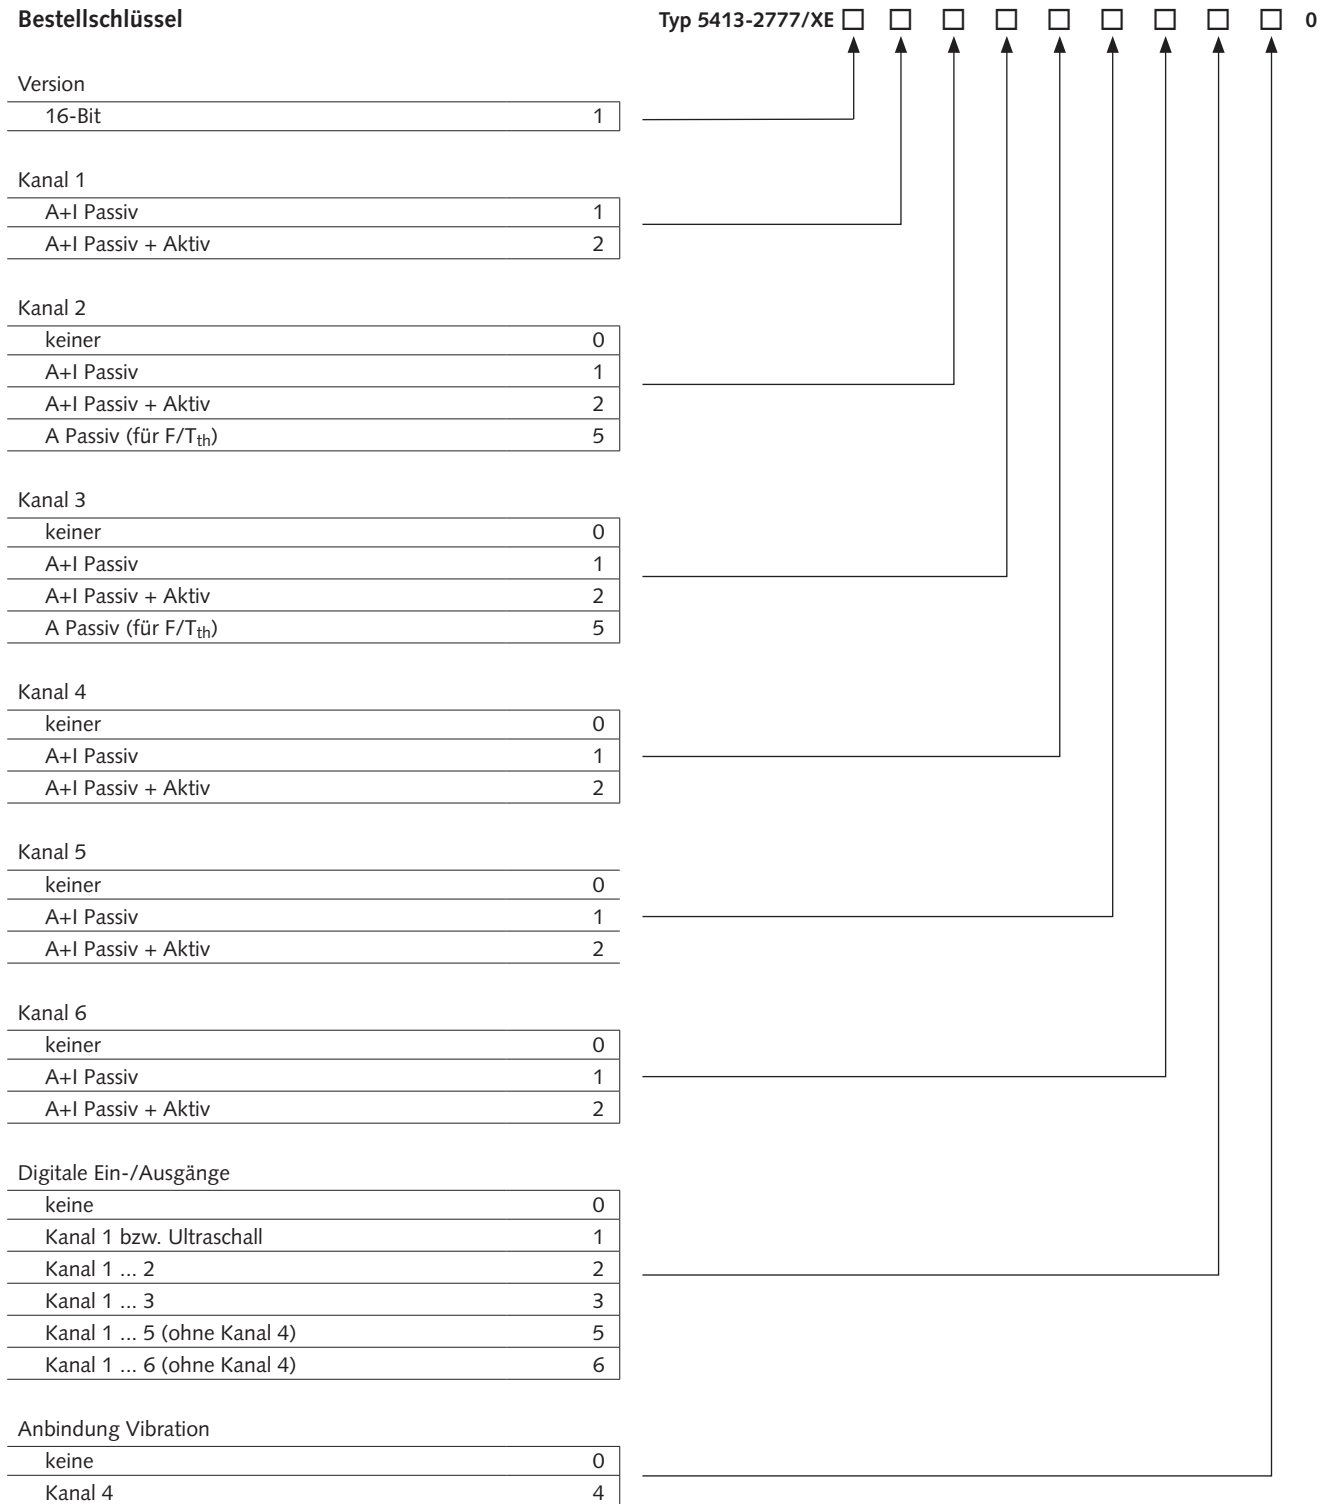 Bestellschlüssel Typ 5413-2777/XE □ □ □ □ □ □ □ □ □ 0
Version
16-Bit 1
Kanal 1
A+I Passiv 1
A+I Passiv + Aktiv 2
Kanal 2
keiner 0
A+I Passiv 1
A+I Passiv + Aktiv 2
A Passiv (für F/Tth) 5
Kanal 3
keiner 0
A+I Passiv 1
A+I Passiv + Aktiv 2
A Passiv (für F/Tth) 5
Kanal 4
keiner 0
A+I Passiv 1
A+I Passiv + Aktiv 2
Kanal 5
keiner 0
A+I Passiv 1
A+I Passiv + Aktiv 2
Kanal 6
keiner 0
A+I Passiv 1
A+I Passiv + Aktiv 2
Digitale Ein-/Ausgänge
keine 0
Kanal 1 bzw. Ultraschall 1
Kanal 1 ... 2 2
Kanal 1 ... 3 3
Kanal 1 ... 5 (ohne Kanal 4) 5
Kanal 1 ... 6 (ohne Kanal 4) 6
Anbindung Vibration
keine 0
Kanal 4 4